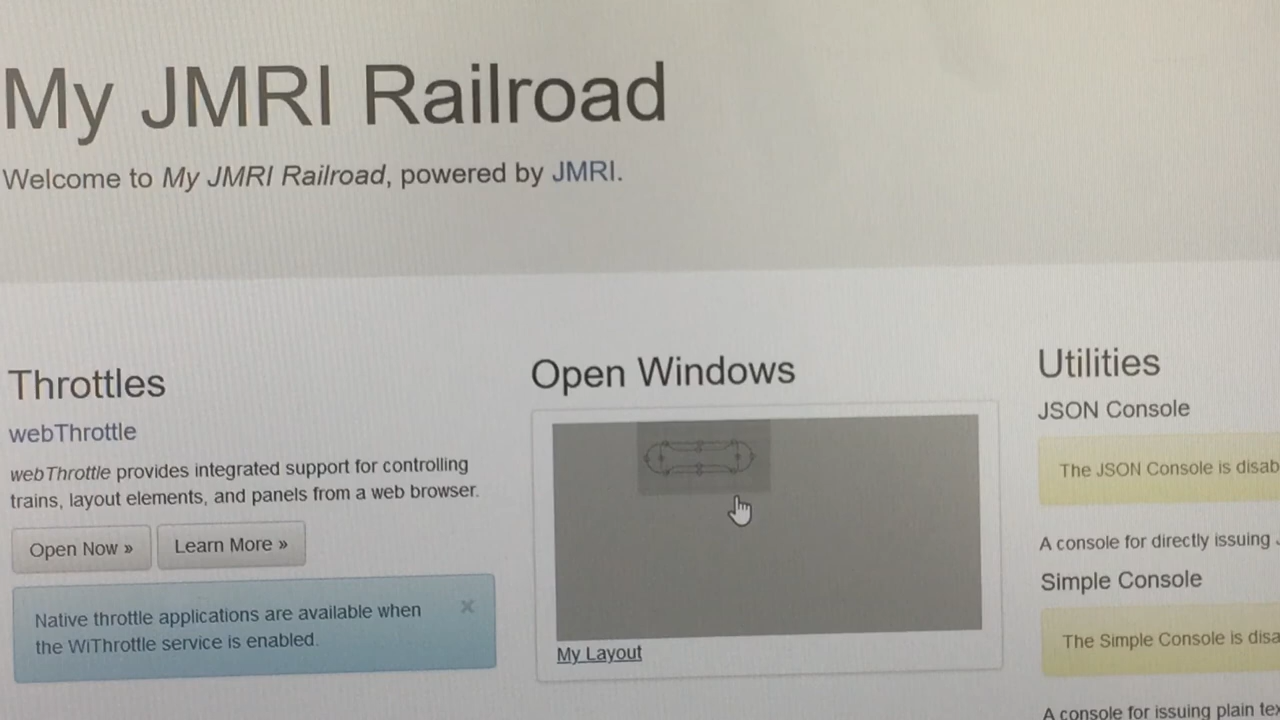 My JMRI Railroad
Welcome to My JMRI Railroad, powered by JMRI.
Throttles
webThrottle
webThrottle provides integrated support for controlling
trains, layout elements, and panels from a web browser.
Open Now »
Learn More »
Native throttle applications are available when
the WiThrottle service is enabled.
×
Open Windows
My Layout
Utilities
JSON Console
The JSON Console is disab
A console for directly issuing
Simple Console
The Simple Console is disa
A console for issuing plain tex